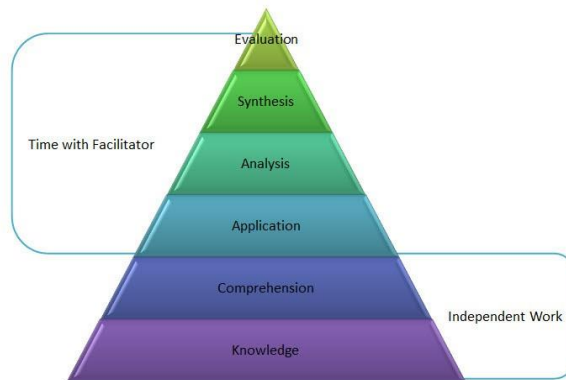 Evaluation
Synthesis
Time with Facilitator
Analysis
Application
Comprehension
Independent Work
Knowledge